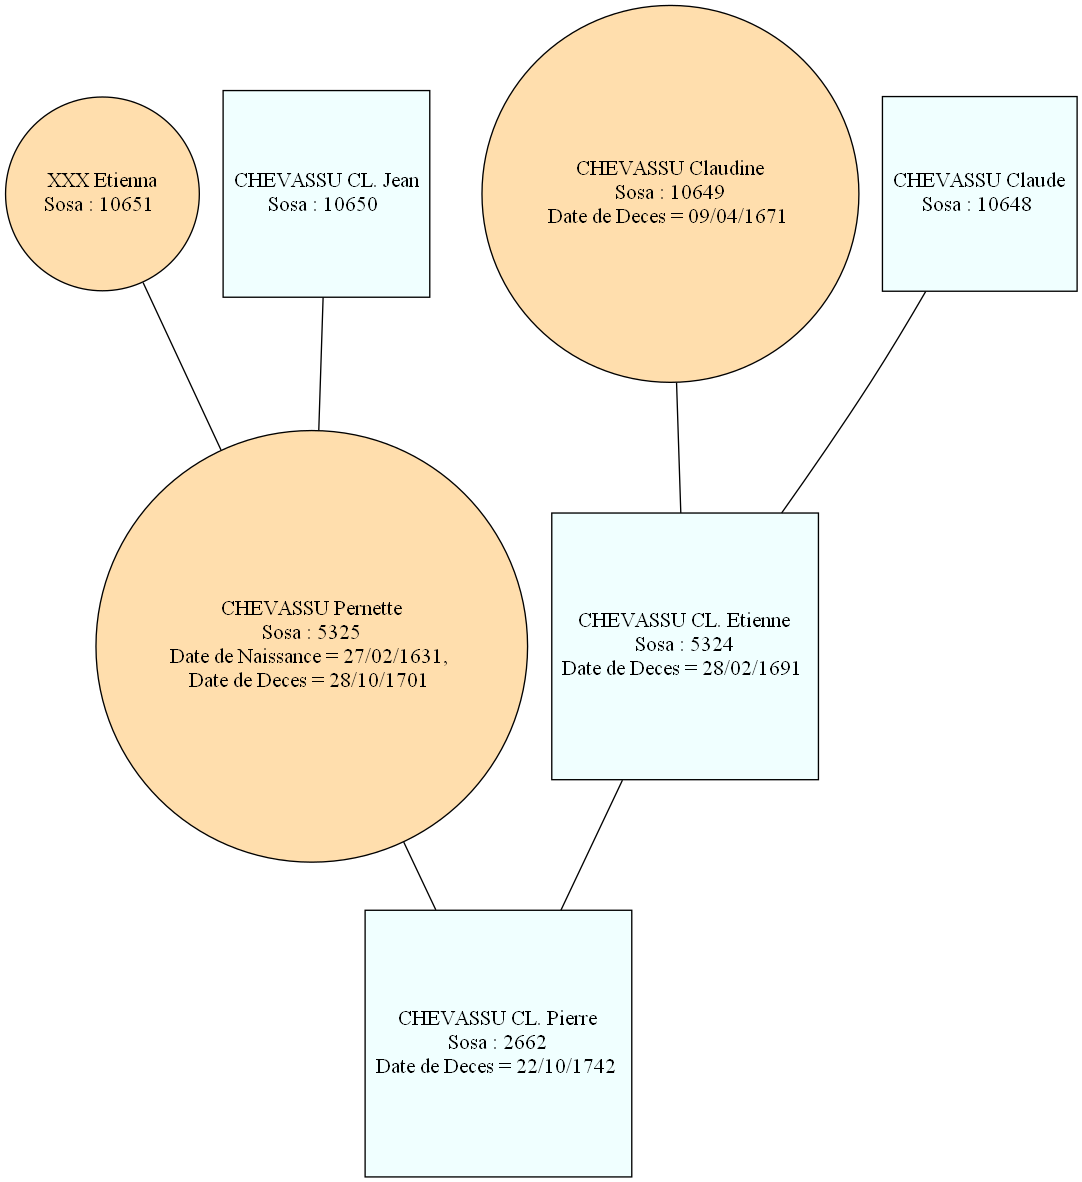 XXX Etienna
Sosa : 10651
CHEVASSU CL. Jean
Sosa : 10650
CHEVASSU Claudine
Sosa : 10649
Date de Deces = 09/04/1671
CHEVASSU Claude
Sosa : 10648
CHEVASSU Pernette
Sosa : 5325
Date de Naissance = 27/02/1631,
Date de Deces = 28/10/1701
CHEVASSU CL. Etienne
Sosa : 5324
Date de Deces = 28/02/1691
CHEVASSU CL. Pierre
Sosa : 2662
Date de Deces = 22/10/1742